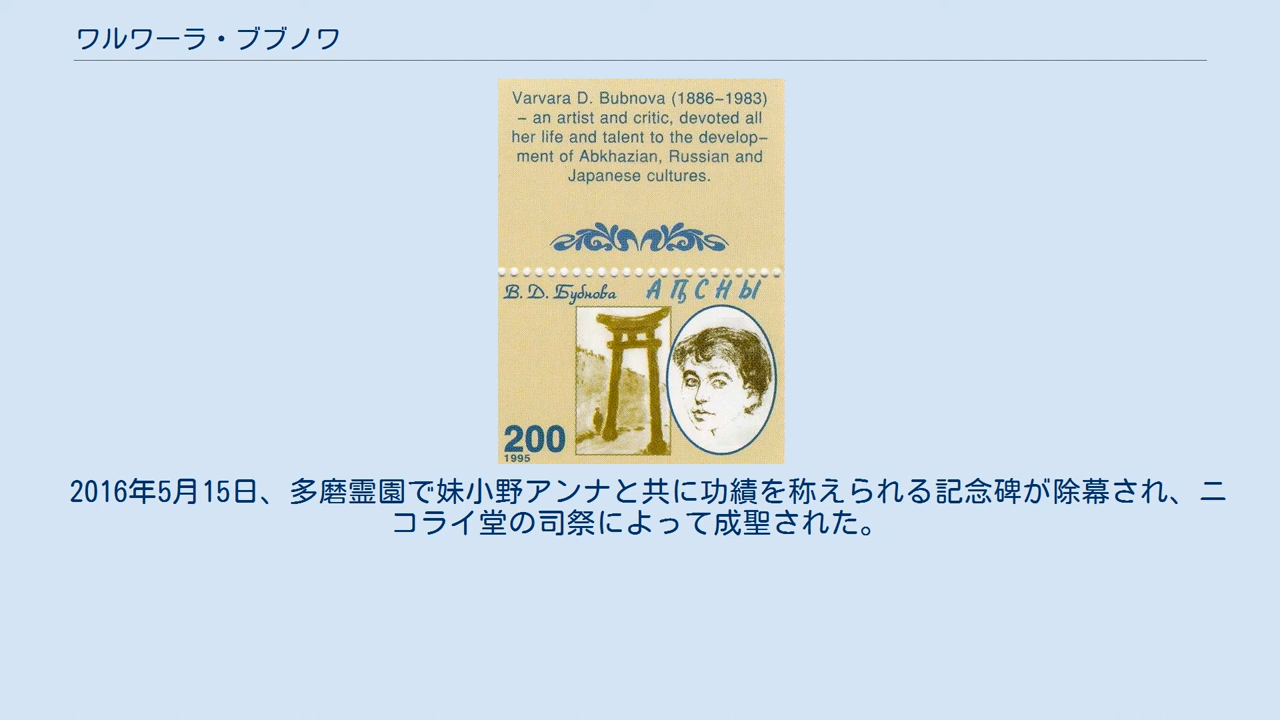 ワルワーラ・ブブノワ
Varvara D. Bubnova (1886–1983)
– an artist and critic, devoted all
her life and talent to the develop–
ment of Abkhazian, Russian and
Japanese cultures.
В. Д. Бубнова
АԤСНЫ
200
1995
2016年5月15日、多磨霊園で妹小野アンナと共に功績を称えられる記念碑が除幕され、ニ
コライ堂の司祭によって成聖された。